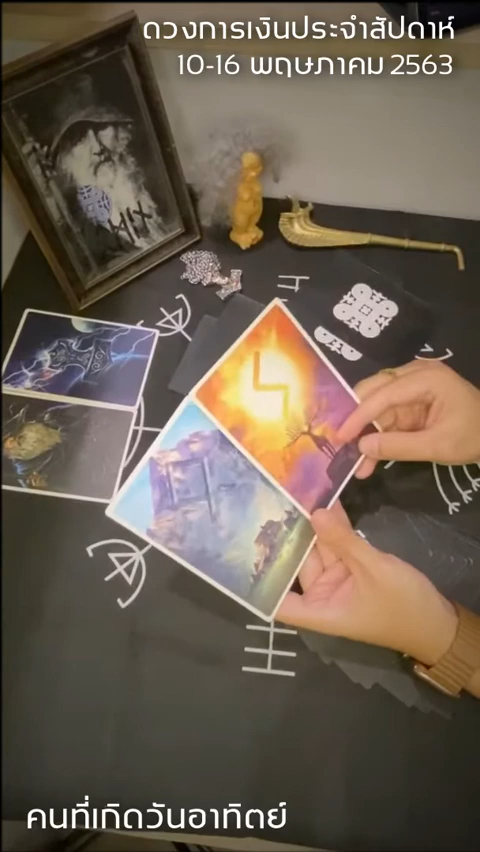 ดวงการเงินประจำสัปดาห์
10-16 พฤษภาคม 2563
คนที่เกิดวันอาทิตย์